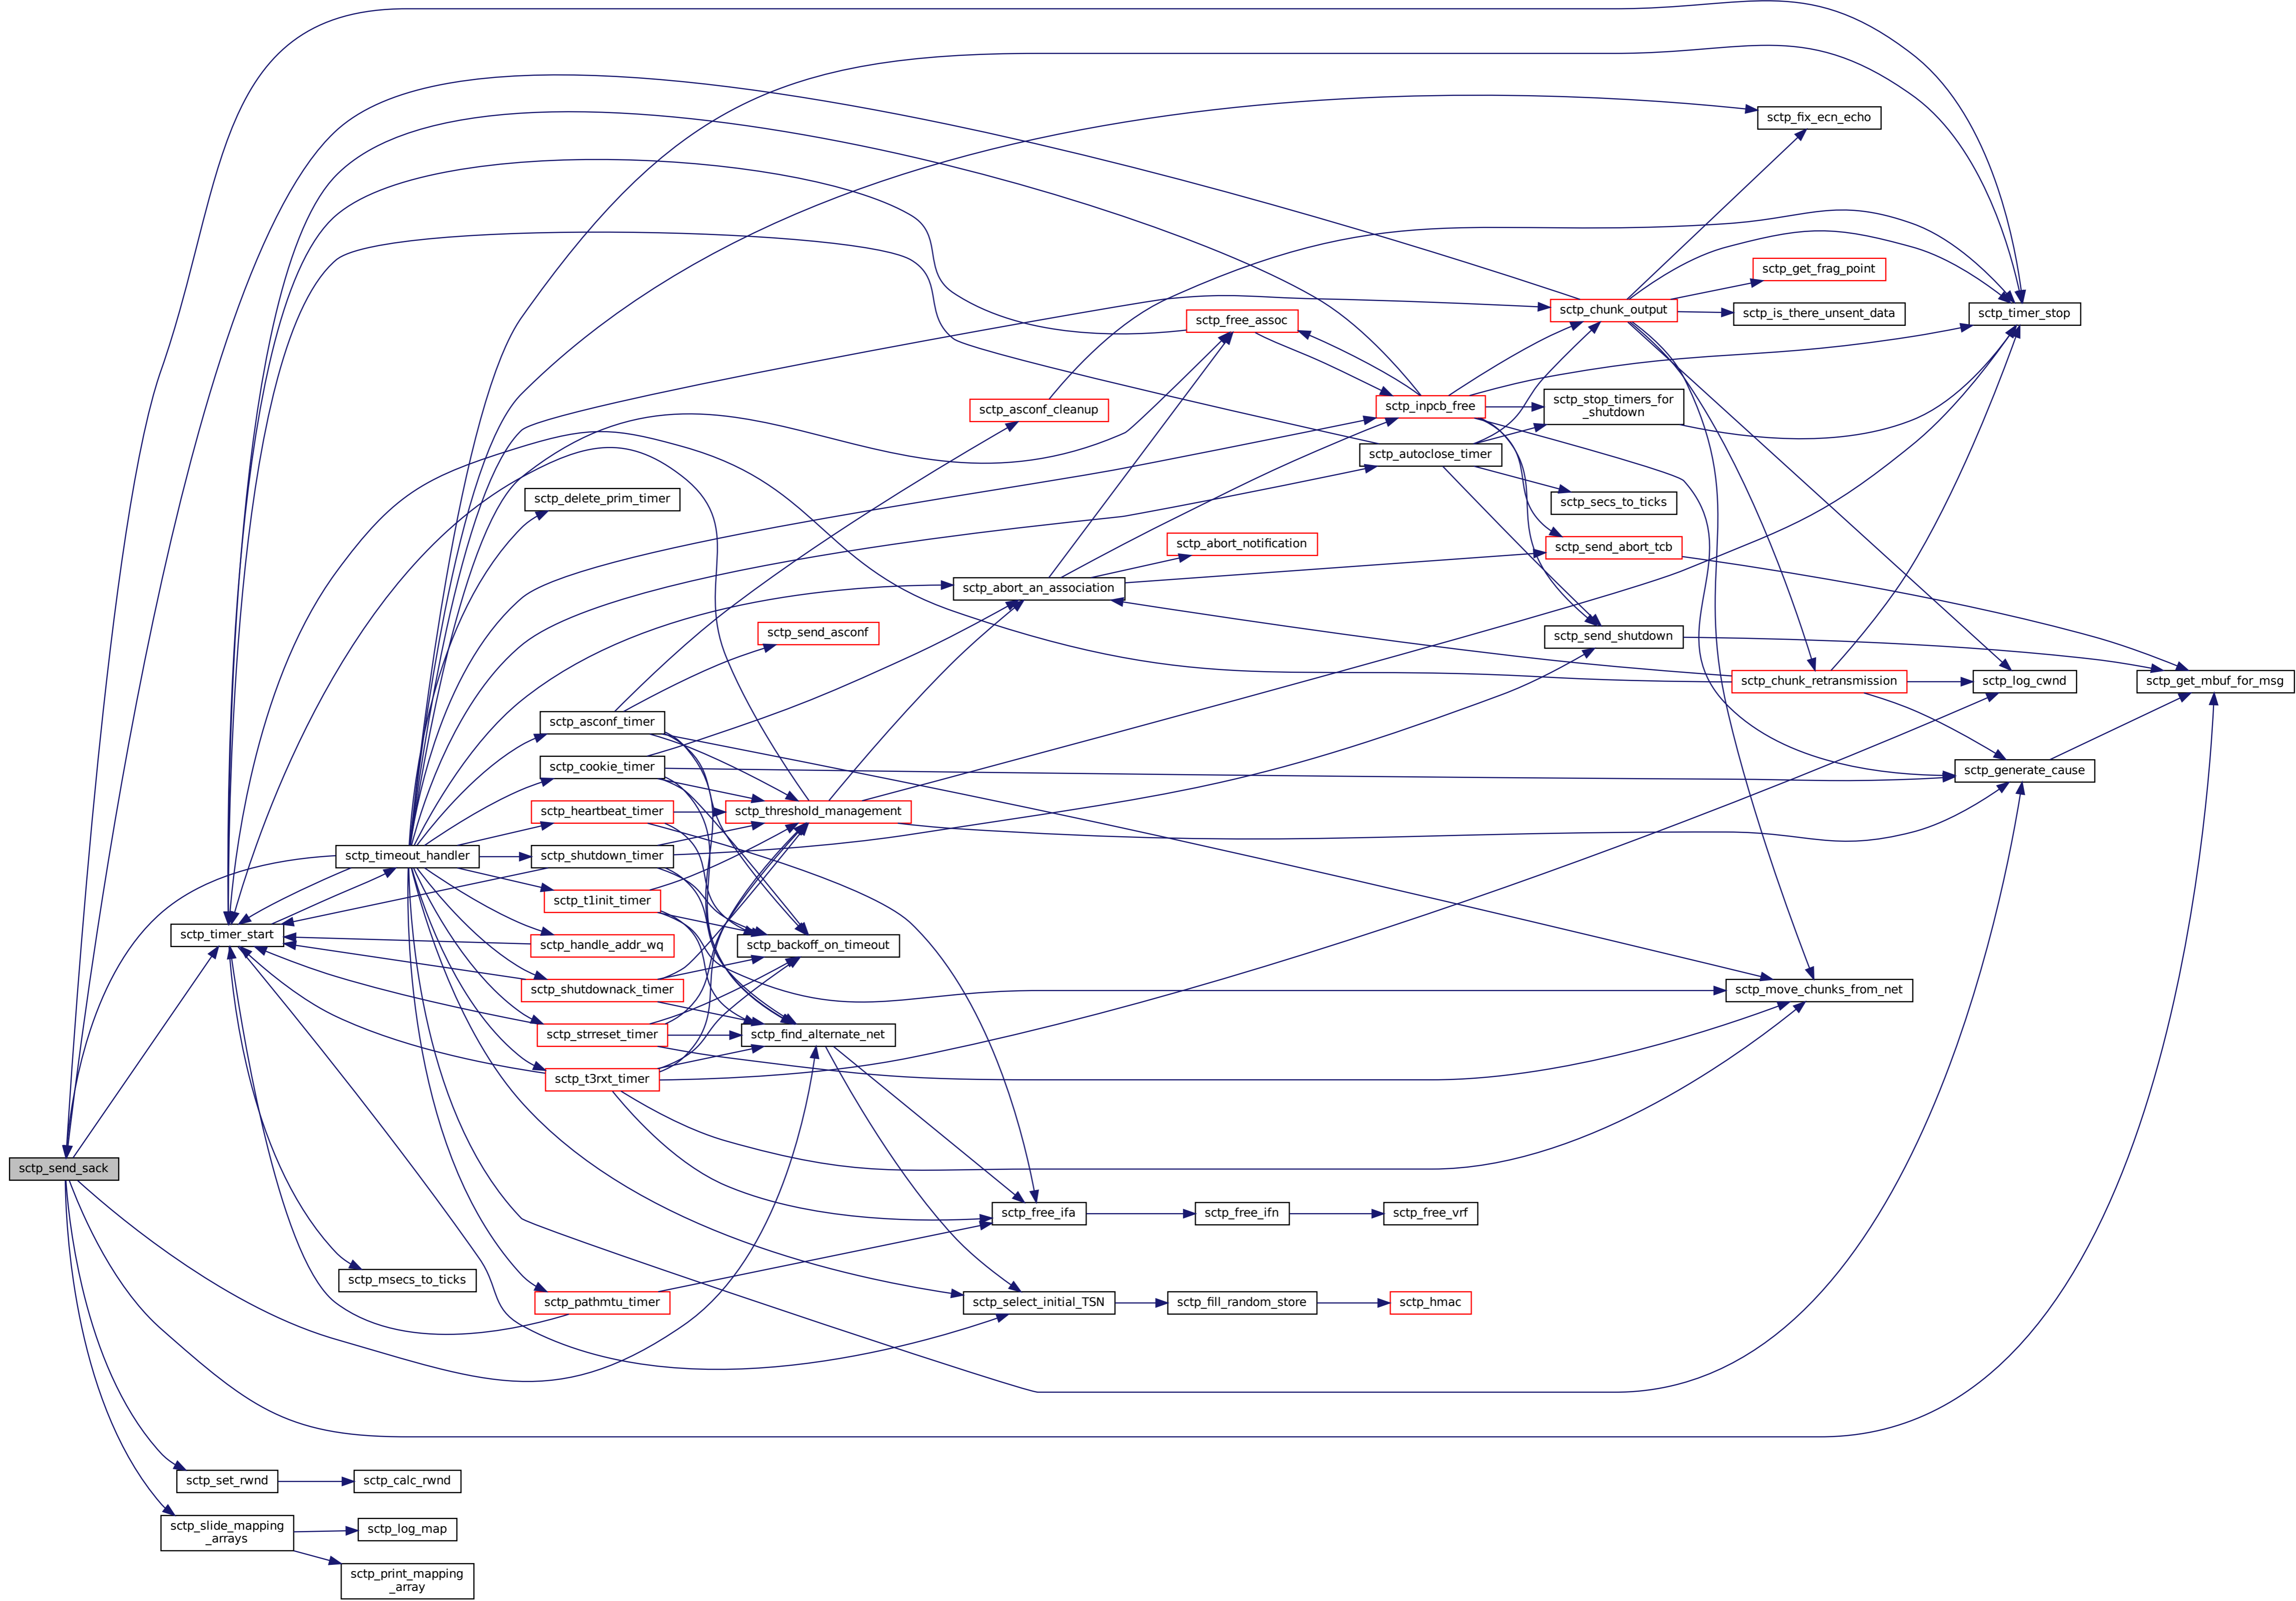 sctp_fix_ecn_echo
sctp_get_frag_point
sctp_chunk_output
sctp_is_there_unsent_data
sctp_timer_stop
sctp_free_assoc
sctp_asconf_cleanup
sctp_inpcb_free
sctp_stop_timers_for
_shutdown
sctp_autoclose_timer
sctp_delete_prim_timer
sctp_secs_to_ticks
sctp_abort_notification
sctp_send_abort_tcb
sctp_abort_an_association
sctp_send_asconf
sctp_send_shutdown
sctp_chunk_retransmission
sctp_log_cwnd
sctp_get_mbuf_for_msg
sctp_asconf_timer
sctp_cookie_timer
sctp_generate_cause
sctp_heartbeat_timer
sctp_threshold_management
sctp_timeout_handler
sctp_shutdown_timer
sctp_t1init_timer
sctp_timer_start
sctp_handle_addr_wq
sctp_backoff_on_timeout
sctp_shutdownack_timer
sctp_move_chunks_from_net
sctp_strreset_timer
sctp_find_alternate_net
sctp_t3rxt_timer
sctp_send_sack
sctp_free_ifa
sctp_free_ifn
sctp_free_vrf
sctp_msecs_to_ticks
sctp_pathmtu_timer
sctp_select_initial_TSN
sctp_fill_random_store
sctp_hmac
sctp_set_rwnd
sctp_calc_rwnd
sctp_slide_mapping
_arrays
sctp_log_map
sctp_print_mapping
_array